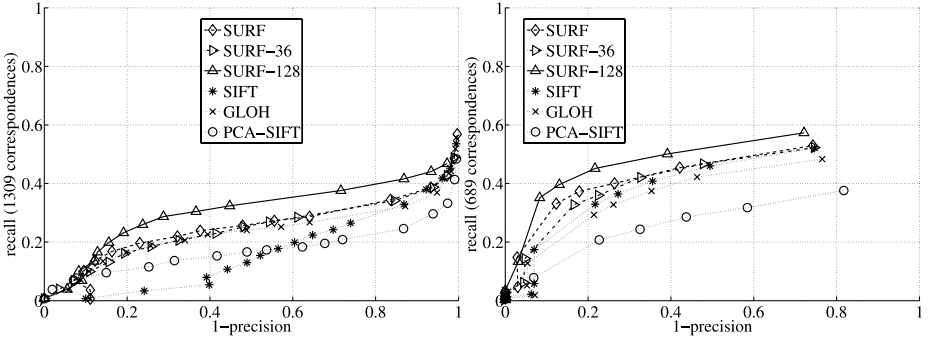 1
0.8
0.6
0.4
0.2
0
recall (1309 correspondences)
SURF
SURF-36
SURF-128
SIFT
GLOH
PCA-SIFT
0 0.2 0.4 0.6 0.8 1
1-precision
1
0.8
0.6
0.4
0.2
0
recall (689 correspondences)
SURF
SURF-36
SURF-128
SIFT
GLOH
PCA-SIFT
0 0.2 0.4 0.6 0.8 1
1-precision